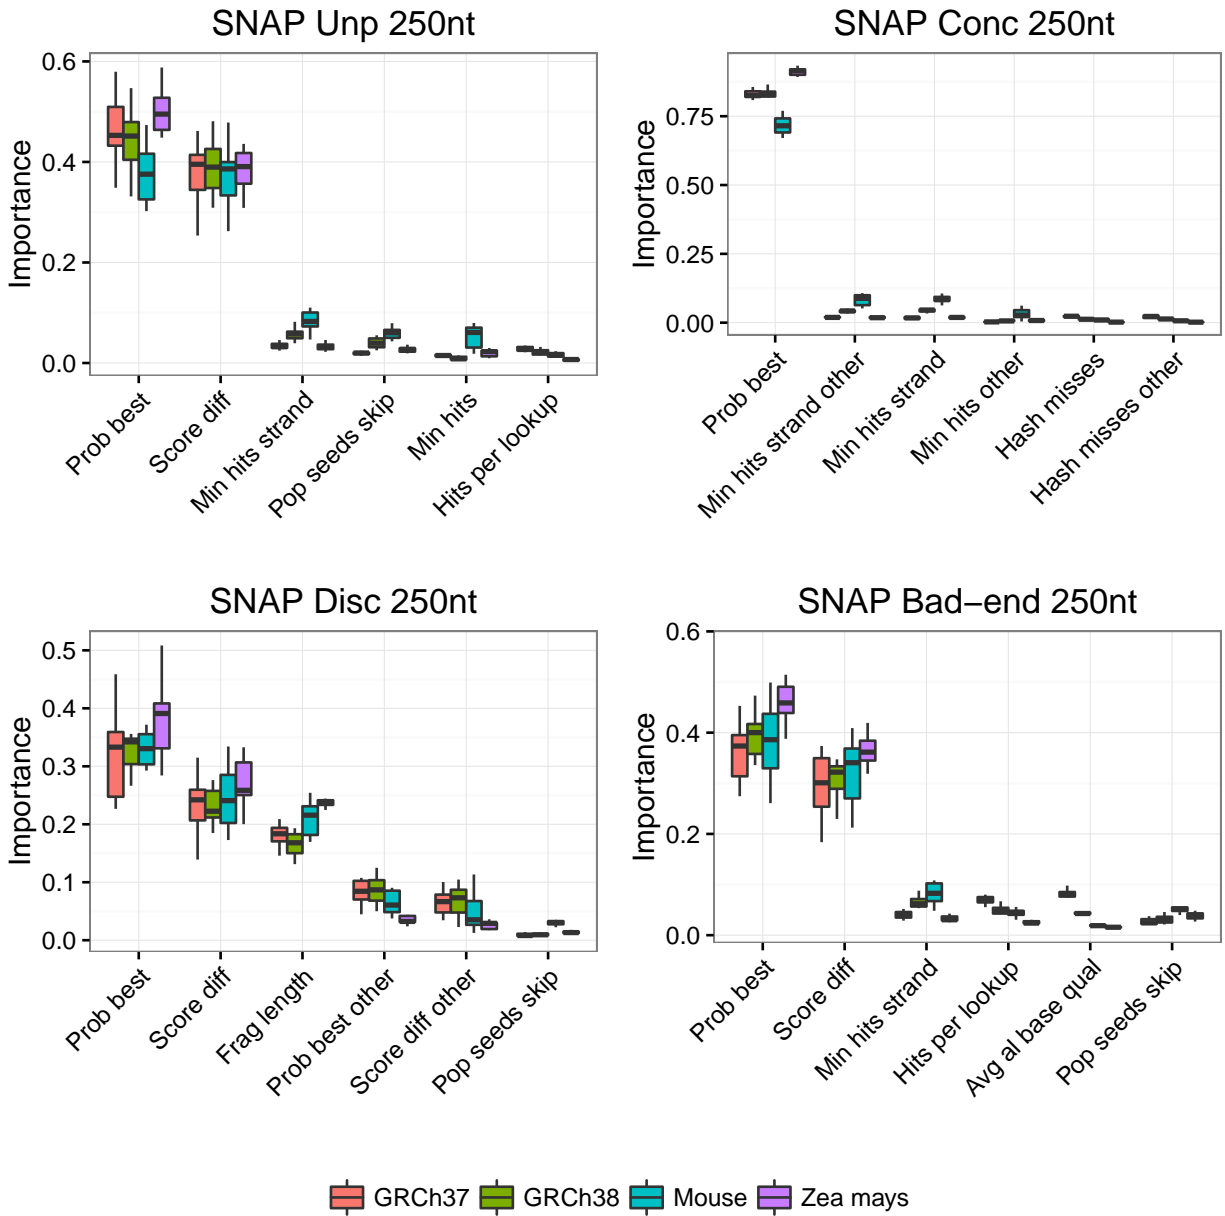 SNAP Unp 250nt
Importance
0.6
0.4
0.2
0.0
Prob best
Score diff
Min hits strand
Pop seeds skip
Min hits
Hits per lookup
SNAP Conc 250nt
Importance
0.75
0.50
0.25
0.00
Prob best
Min hits strand other
Min hits strand
Min hits other
Hash misses
Hash misses other
SNAP Disc 250nt
Importance
0.5
0.4
0.3
0.2
0.1
0.0
Prob best
Score diff
Frag length
Prob best other
Score diff other
Pop seeds skip
SNAP Bad−end 250nt
Importance
0.6
0.4
0.2
0.0
Prob best
Score diff
Min hits strand
Hits per lookup
Avg al base qual
Pop seeds skip
GRCh37 GRCh38 Mouse Zea mays